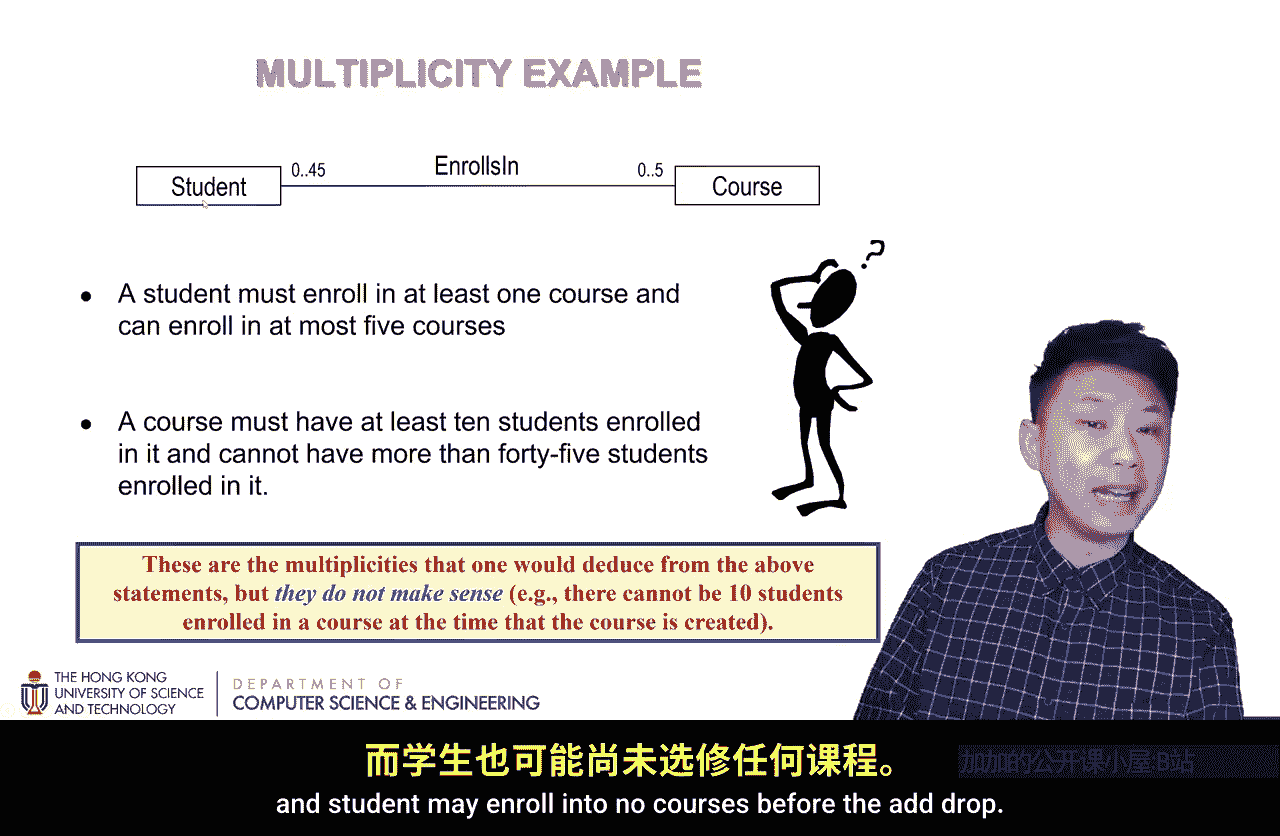 MULTIPLICITY EXAMPLE
0..45 EnrollsIn 0..5
Student Course
?
● A student must enroll in at least one course and
can enroll in at most five courses
● A course must have at least ten students enrolled
in it and cannot have more than forty-five students
enrolled in it.
These are the multiplicities that one would deduce from the above
statements, but they do not make sense (e.g., there cannot be 10 students
enrolled in a course at the time that the course is created).
THE HONG KONG
UNIVERSITY OF SCIENCE
AND TECHNOLOGY
DEPARTMENT OF
COMPUTER SCIENCE & ENGINEERING
而学生也可能尚未选修任何课程。
加加的公开课小屋 B站
and student may enroll into no courses before the add drop.